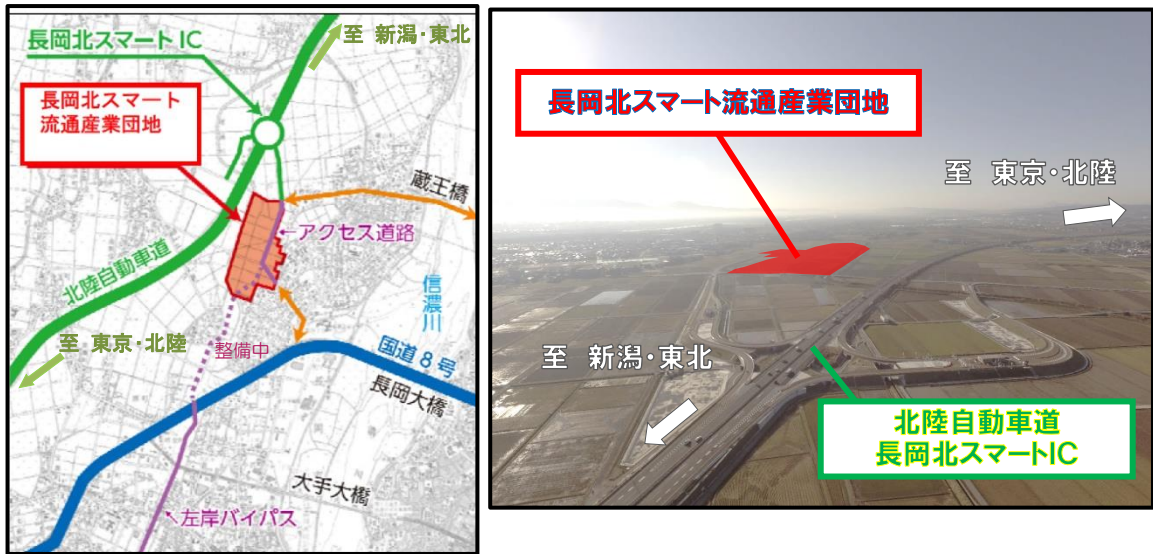 長岡北スマートIC
至 新潟・東北
長岡北スマート
流通産業団地
蔵王橋
←アクセス道路
北陸自動車道
信濃川
至 東京・北陸
整備中
国道8号
長岡大橋
大手大橋
←左岸バイパス
長岡北スマート流通産業団地
至 東京・北陸
至 新潟・東北
北陸自動車道
長岡北スマートIC